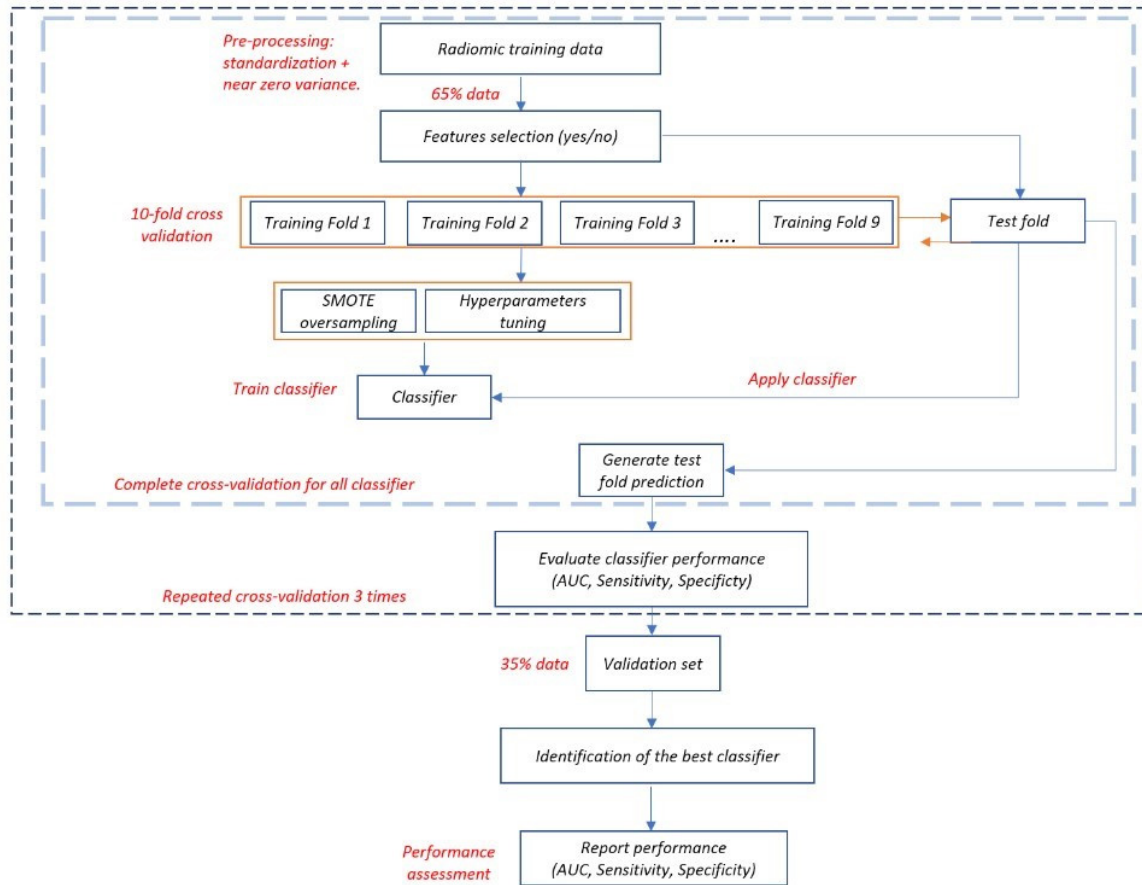 Pre-processing:
standardization +
near zero variance.
Radiomic training data
65% data
Features selection (yes/no)
10-fold cross
validation
Training Fold 1
Training Fold 2
Training Fold 3
....
Training Fold 9
Test fold
SMOTE
oversampling
Hyperparameters
tuning
Train classifier
Classifier
Apply classifier
Generate test
fold prediction
Complete cross-validation for all classifier
Evaluate classifier performance
(AUC, Sensitivity, Specificty)
Repeated cross-validation 3 times
35% data
Validation set
Identification of the best classifier
Performance
assessment
Report performance
(AUC, Sensitivity, Specificity)